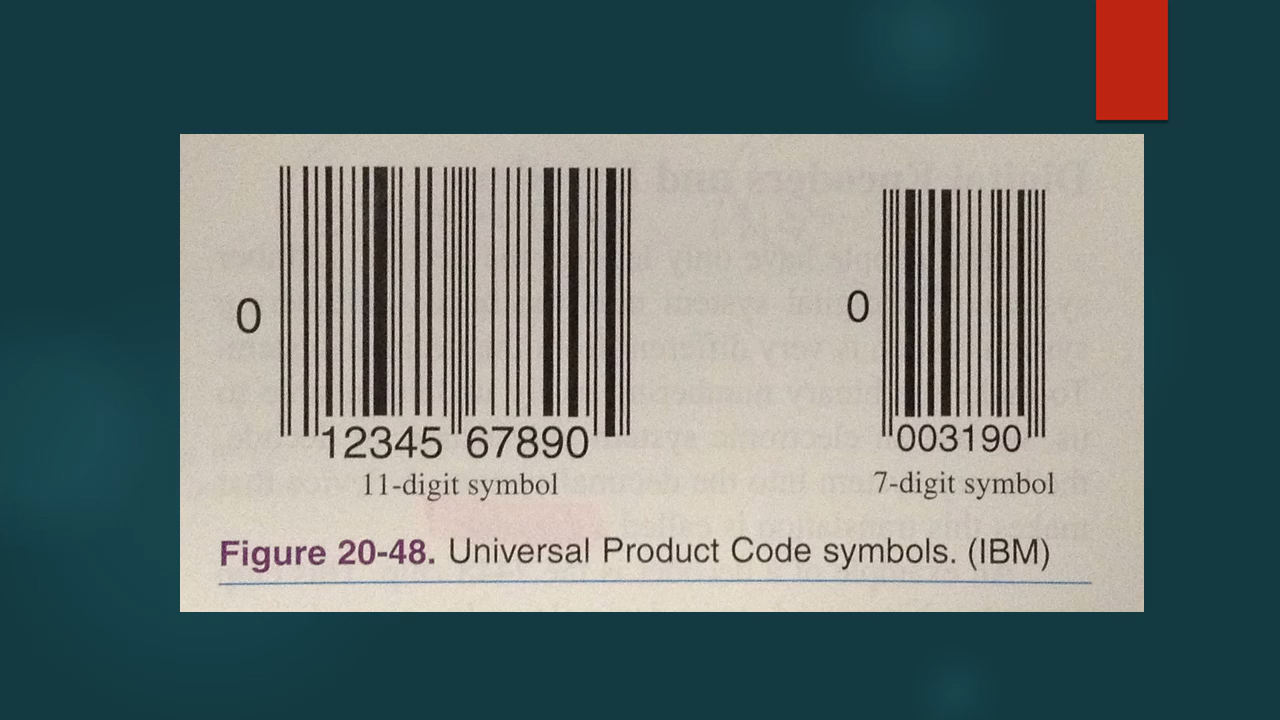 0
12345 67890
11-digit symbol
0
003190
7-digit symbol
Figure 20-48. Universal Product Code symbols. (IBM)